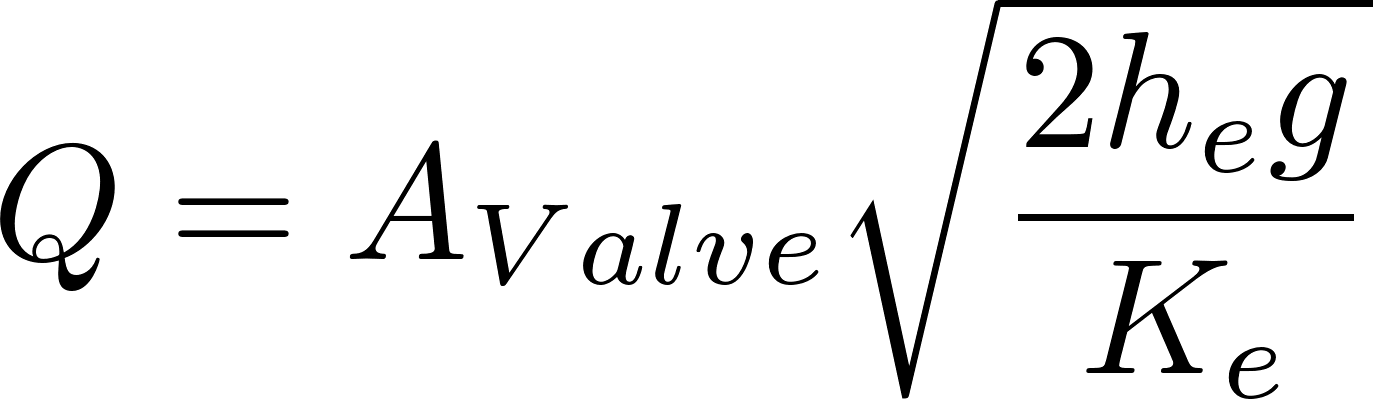 Q = A_{Valve} \sqrt{\frac{2h_e g}{K_e}}